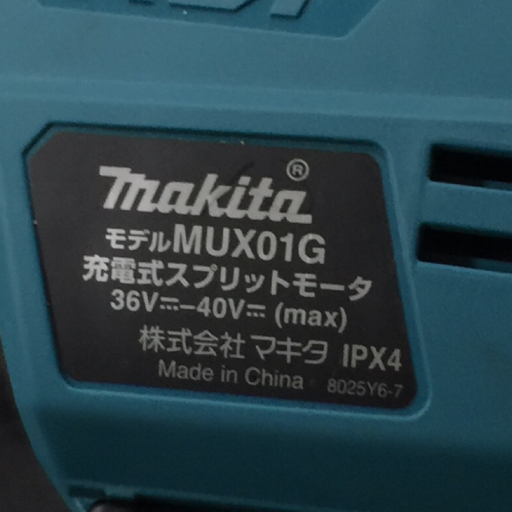 makita®
モデルMUX01G
充電式スプリットモータ
36V⎓–40V⎓ (max)
株式会社 マキタ IPX4
Made in China 8025Y6-7